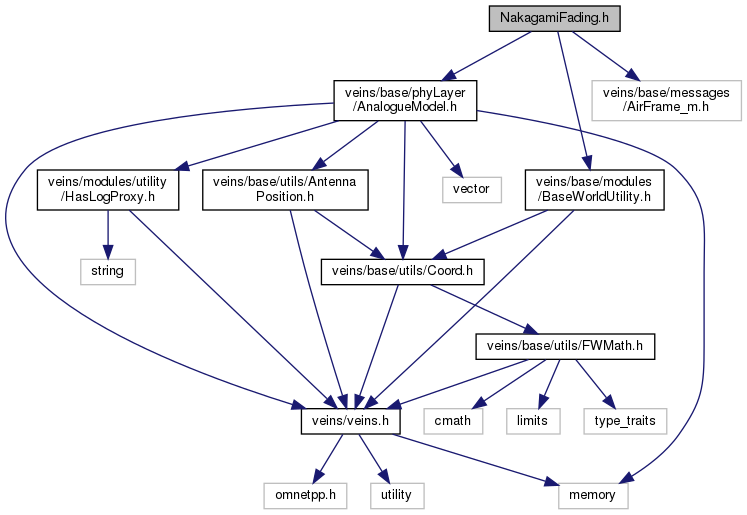 NakagamiFading.h
veins/base/phyLayer
/AnalogueModel.h
veins/base/messages
/AirFrame_m.h
veins/modules/utility
/HasLogProxy.h
veins/base/utils/Antenna
Position.h
vector
veins/base/modules
/BaseWorldUtility.h
string
veins/base/utils/Coord.h
veins/base/utils/FWMath.h
veins/veins.h
cmath
limits
type_traits
omnetpp.h
utility
memory